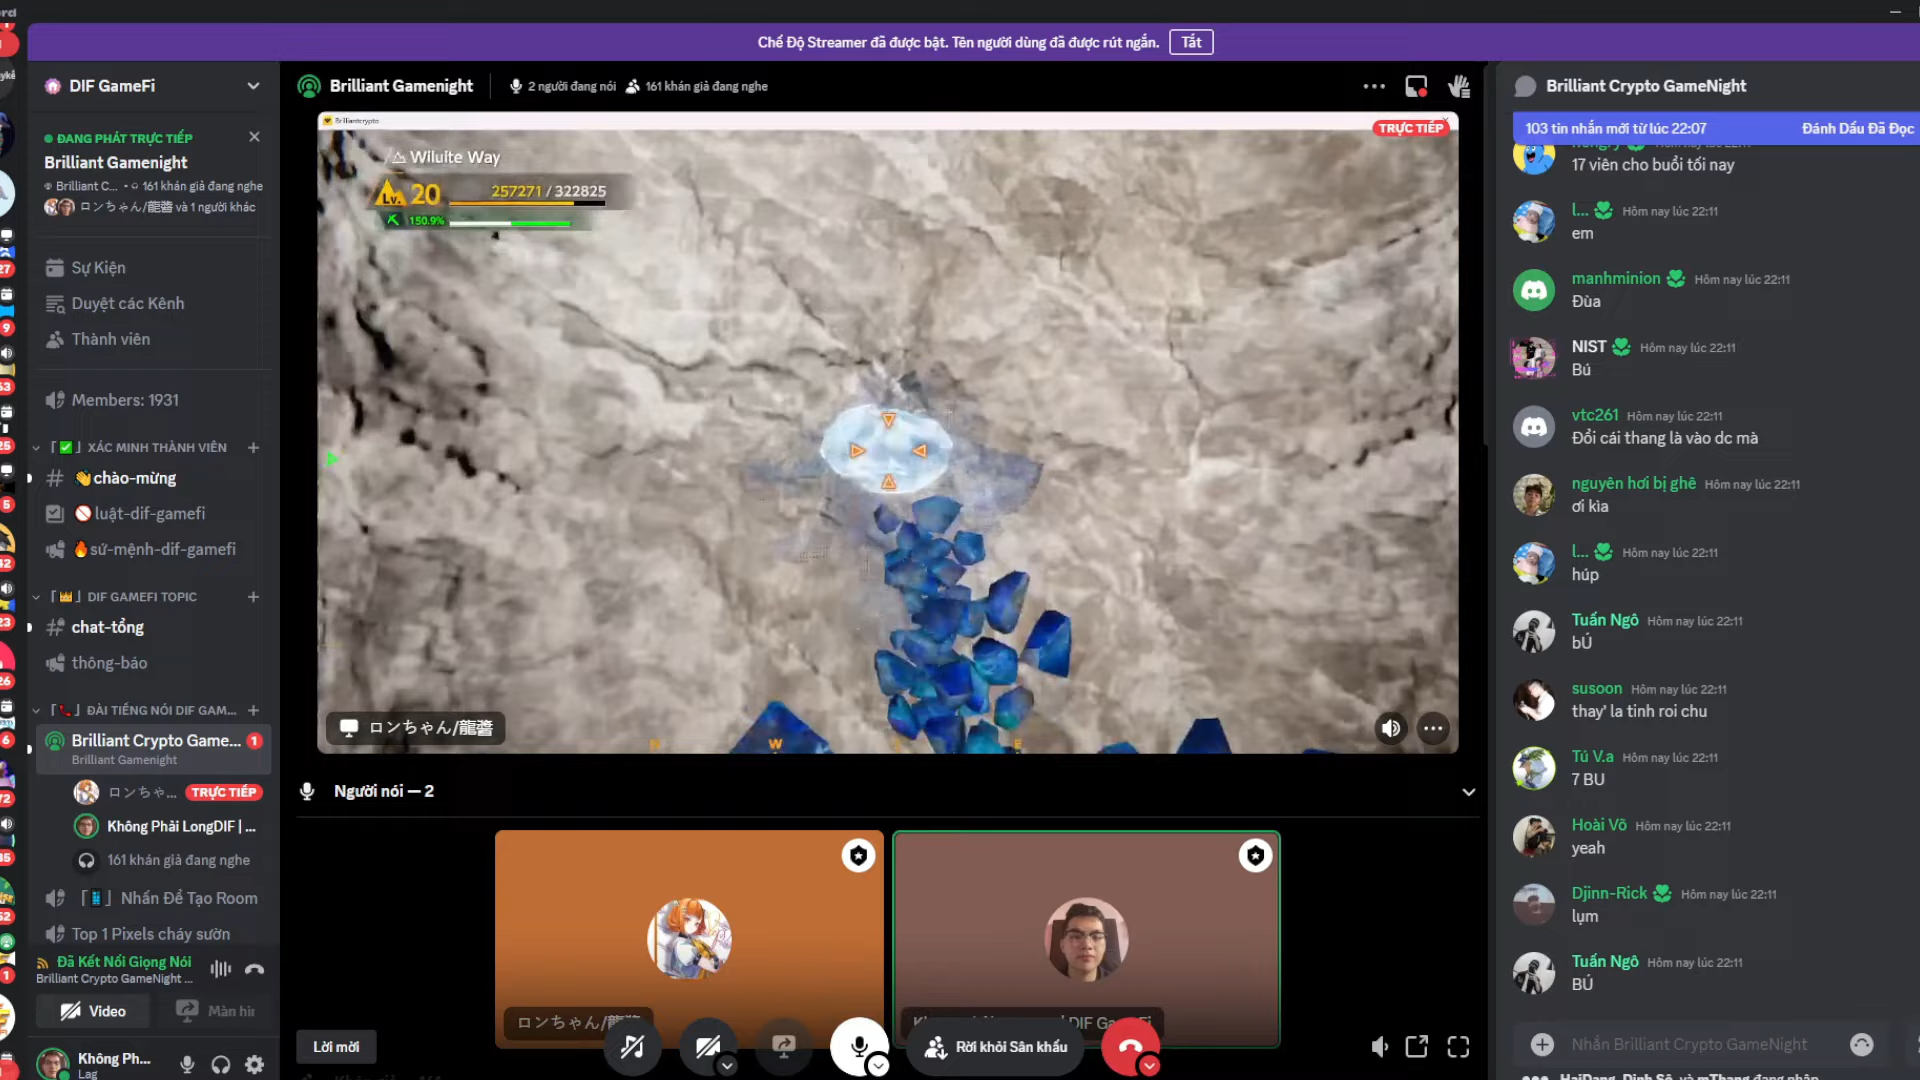 Chế Độ Streamer đã được bật. Tên người dùng đã được rút ngắn.
Tắt
DIF GameFi
ĐANG PHÁT TRỰC TIẾP
Brilliant Gamenight
Brilliant C... • 161 khán giả đang nghe
ロンちゃん/龍醬 và 1 người khác
Sự Kiện
Duyệt các Kênh
Thành viên
Members: 1931
「✅」XÁC MINH THÀNH VIÊN
👋chào-mừng
🚫luật-dif-gamefi
🔥sứ-mệnh-dif-gamefi
「👑」DIF GAMEFI TOPIC
chat-tổng
thông-báo
「📞」ĐÀI TIẾNG NÓI DIF GAM...
Brilliant Crypto Game...
1
Brilliant Gamenight
ロンちゃ...
TRỰC TIẾP
Không Phải LongDIF | ...
161 khán giả đang nghe
「📱」Nhấn Để Tạo Room
Top 1 Pixels cháy sườn
Đã Kết Nối Giọng Nói
Brilliant Crypto GameNight ...
Video
Màn hìr
Không Ph...
Lag
Brilliant Gamenight
2 người đang nói
161 khán giả đang nghe
Brilliantcrypto
TRỰC TIẾP
Wiluite Way
Lv. 20
257271 / 322825
150.9%
W
ロンちゃん/龍醬
Người nói — 2
Lời mời
Rời khỏi Sân khấu
Brilliant Crypto GameNight
103 tin nhắn mới từ lúc 22:07
Đánh Dấu Đã Đọc
17 viên cho buổi tối nay
l... Hôm nay lúc 22:11
em
manhminion Hôm nay lúc 22:11
Đùa
NIST Hôm nay lúc 22:11
Bú
vtc261 Hôm nay lúc 22:11
Đổi cái thang là vào dc mà
nguyên hơi bị ghê Hôm nay lúc 22:11
ơi kìa
l... Hôm nay lúc 22:11
húp
Tuấn Ngô Hôm nay lúc 22:11
bÚ
susoon Hôm nay lúc 22:11
thay' la tinh roi chu
Tú V.a Hôm nay lúc 22:11
7 BU
Hoài Võ Hôm nay lúc 22:11
yeah
Djinn-Rick Hôm nay lúc 22:11
lụm
Tuấn Ngô Hôm nay lúc 22:11
BÚ
Nhắn Brilliant Crypto GameNight